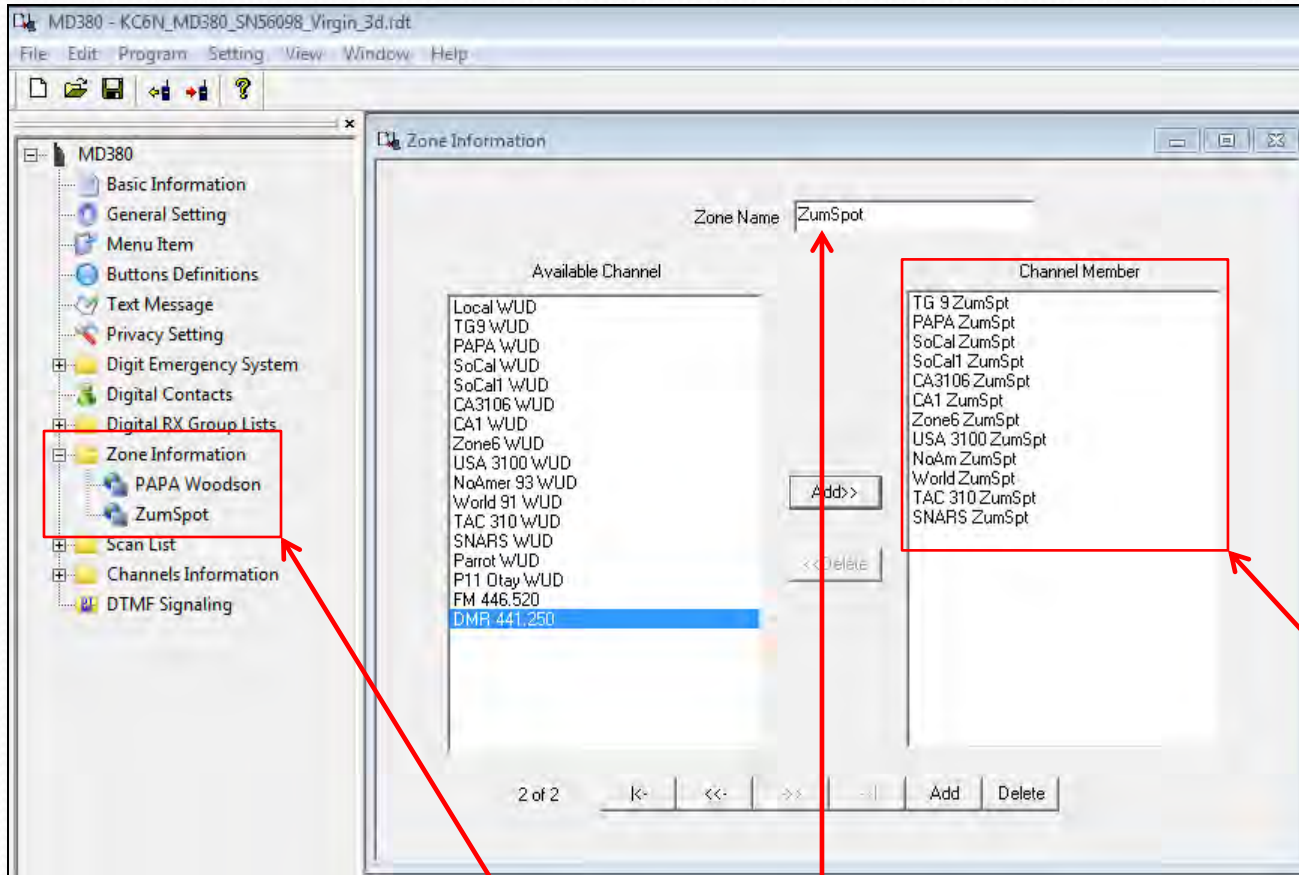 MD380 - KC6N_MD380_SN56098_Virgin_3d.rdt
File Edit Program Setting View Window Help
MD380
Basic Information
General Setting
Menu Item
Buttons Definitions
Text Message
Privacy Setting
Digit Emergency System
Digital Contacts
Digital RX Group Lists
Zone Information
PAPA Woodson
ZumSpot
Scan List
Channels Information
DTMF Signaling
Zone Information
Zone Name ZumSpot
Available Channel
Local WUD
TG9 WUD
PAPA WUD
SoCal WUD
SoCal1 WUD
CA3106 WUD
CA1 WUD
Zone6 WUD
USA 3100 WUD
NoAmer 93 WUD
World 91 WUD
TAC 310 WUD
SNARS WUD
Parrot WUD
P11 Otay WUD
FM 446.520
DMR 441.250
Add>>
<<Delete
Channel Member
TG 9 ZumSpt
PAPA ZumSpt
SoCal ZumSpt
SoCal1 ZumSpt
CA3106 ZumSpt
CA1 ZumSpt
Zone6 ZumSpt
USA 3100 ZumSpt
NoAm ZumSpt
World ZumSpt
TAC 310 ZumSpt
SNARS ZumSpt
2 of 2 |<- <<- ->> ->| Add Delete